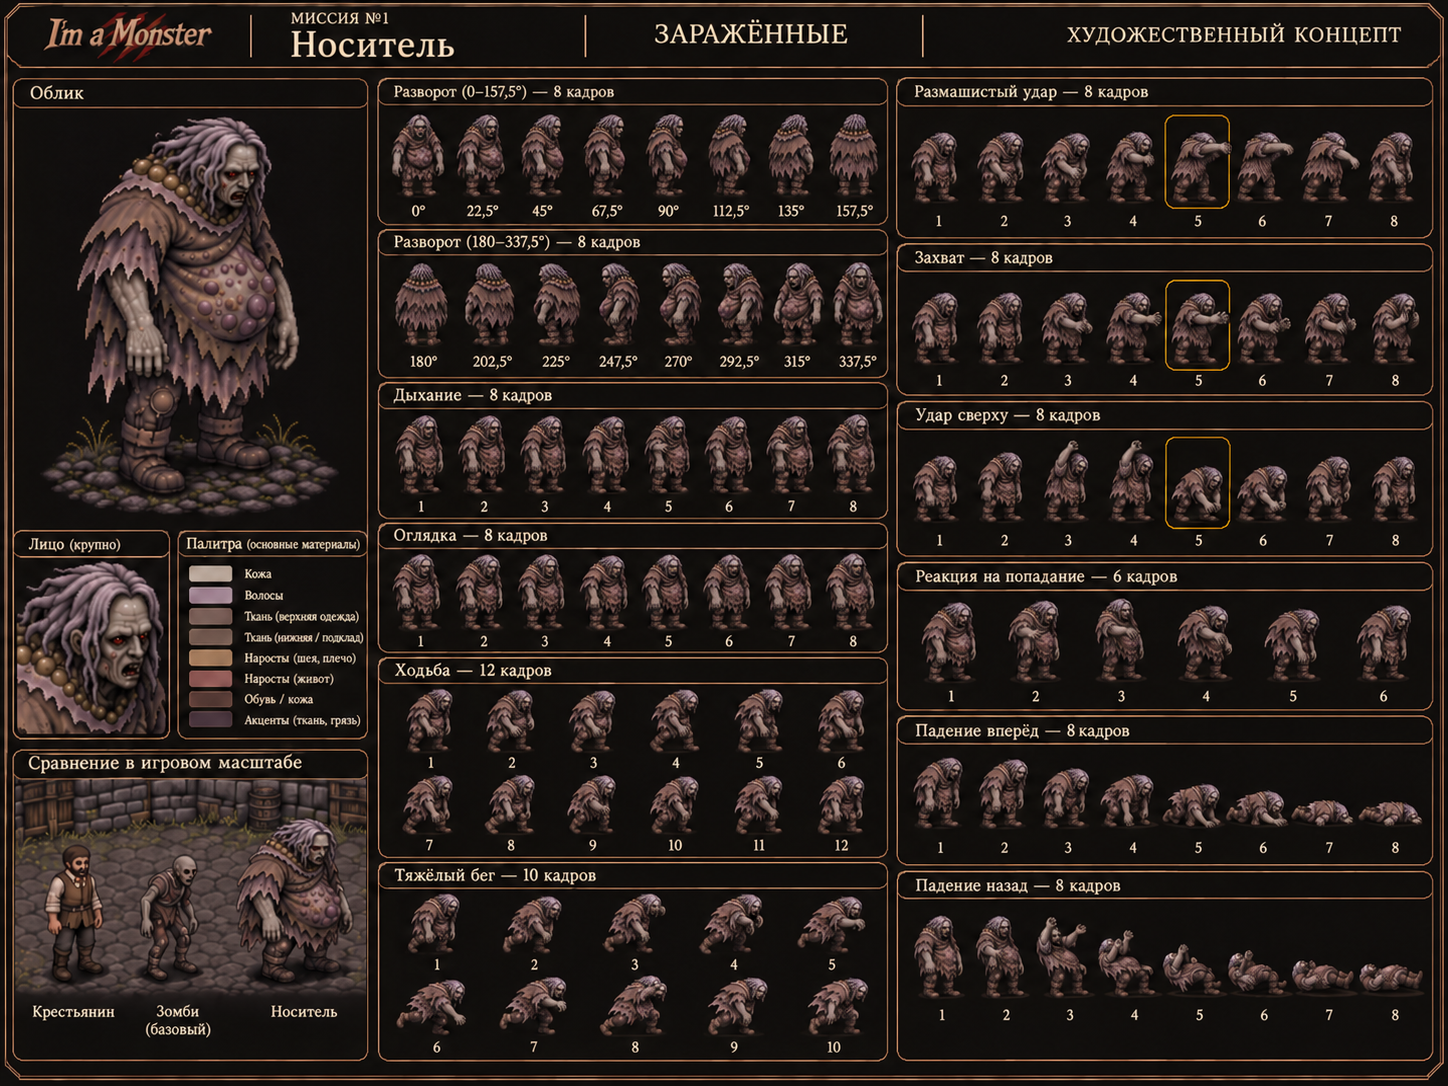 I'm a Monster
МИССИЯ №1
Носитель
ЗАРАЖЁННЫЕ
ХУДОЖЕСТВЕННЫЙ КОНЦЕПТ
Облик
Лицо (крупно)
Палитра (основные материалы)
Кожа
Волосы
Ткань (верхняя одежда)
Ткань (нижняя / подклад)
Наросты (шея, плечо)
Наросты (живот)
Обувь / кожа
Акценты (ткань, грязь)
Сравнение в игровом масштабе
Крестьянин
Зомби
(базовый)
Носитель
Разворот (0–157,5°) — 8 кадров
0° 22,5° 45° 67,5° 90° 112,5° 135° 157,5°
Разворот (180–337,5°) — 8 кадров
180° 202,5° 225° 247,5° 270° 292,5° 315° 337,5°
Дыхание — 8 кадров
1 2 3 4 5 6 7 8
Оглядка — 8 кадров
1 2 3 4 5 6 7 8
Ходьба — 12 кадров
1 2 3 4 5 6
7 8 9 10 11 12
Тяжёлый бег — 10 кадров
1 2 3 4 5
6 7 8 9 10
Размашистый удар — 8 кадров
1 2 3 4 5 6 7 8
Захват — 8 кадров
1 2 3 4 5 6 7 8
Удар сверху — 8 кадров
1 2 3 4 5 6 7 8
Реакция на попадание — 6 кадров
1 2 3 4 5 6
Падение вперёд — 8 кадров
1 2 3 4 5 6 7 8
Падение назад — 8 кадров
1 2 3 4 5 6 7 8